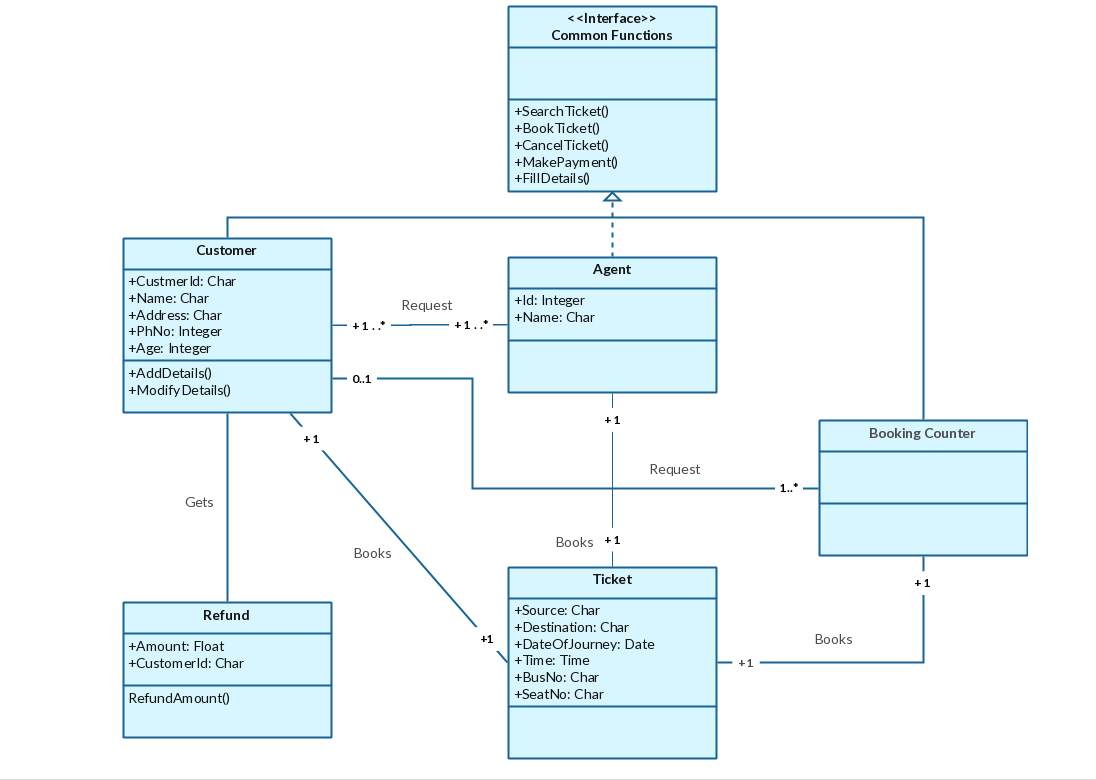 <<Interface>>
Common Functions
+SearchTicket()
+BookTicket()
+CancelTicket()
+MakePayment()
+FillDetails()
Customer
+CustmerId: Char
+Name: Char
+Address: Char
+PhNo: Integer
+Age: Integer
+AddDetails()
+ModifyDetails()
Request
+1..*
+1..*
Agent
+Id: Integer
+Name: Char
0..1
Request
1..*
Booking Counter
+1
Books
+1
+1
Books
+1
Gets
Refund
+Amount: Float
+CustomerId: Char
RefundAmount()
Ticket
+Source: Char
+Destination: Char
+DateOfJourney: Date
+Time: Time
+BusNo: Char
+SeatNo: Char
+1
Books
+1